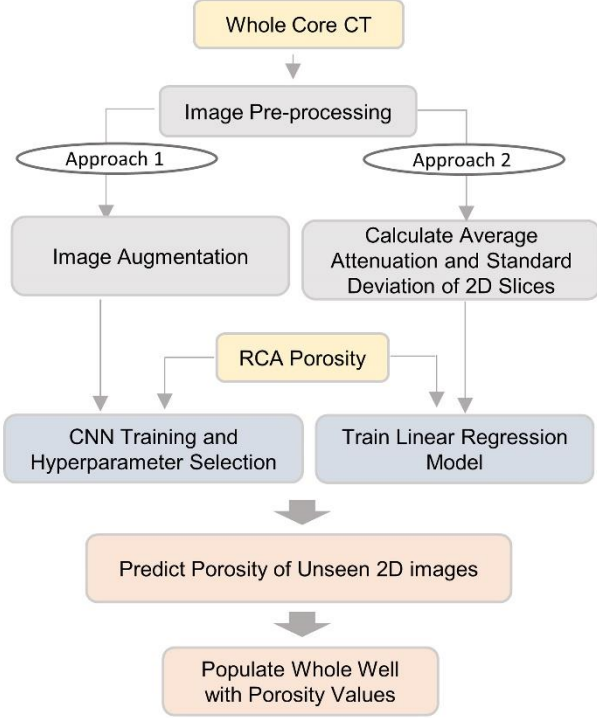 Whole Core CT
Image Pre-processing
Approach 1
Approach 2
Image Augmentation
Calculate Average
Attenuation and Standard
Deviation of 2D Slices
RCA Porosity
CNN Training and
Hyperparameter Selection
Train Linear Regression
Model
Predict Porosity of Unseen 2D images
Populate Whole Well
with Porosity Values